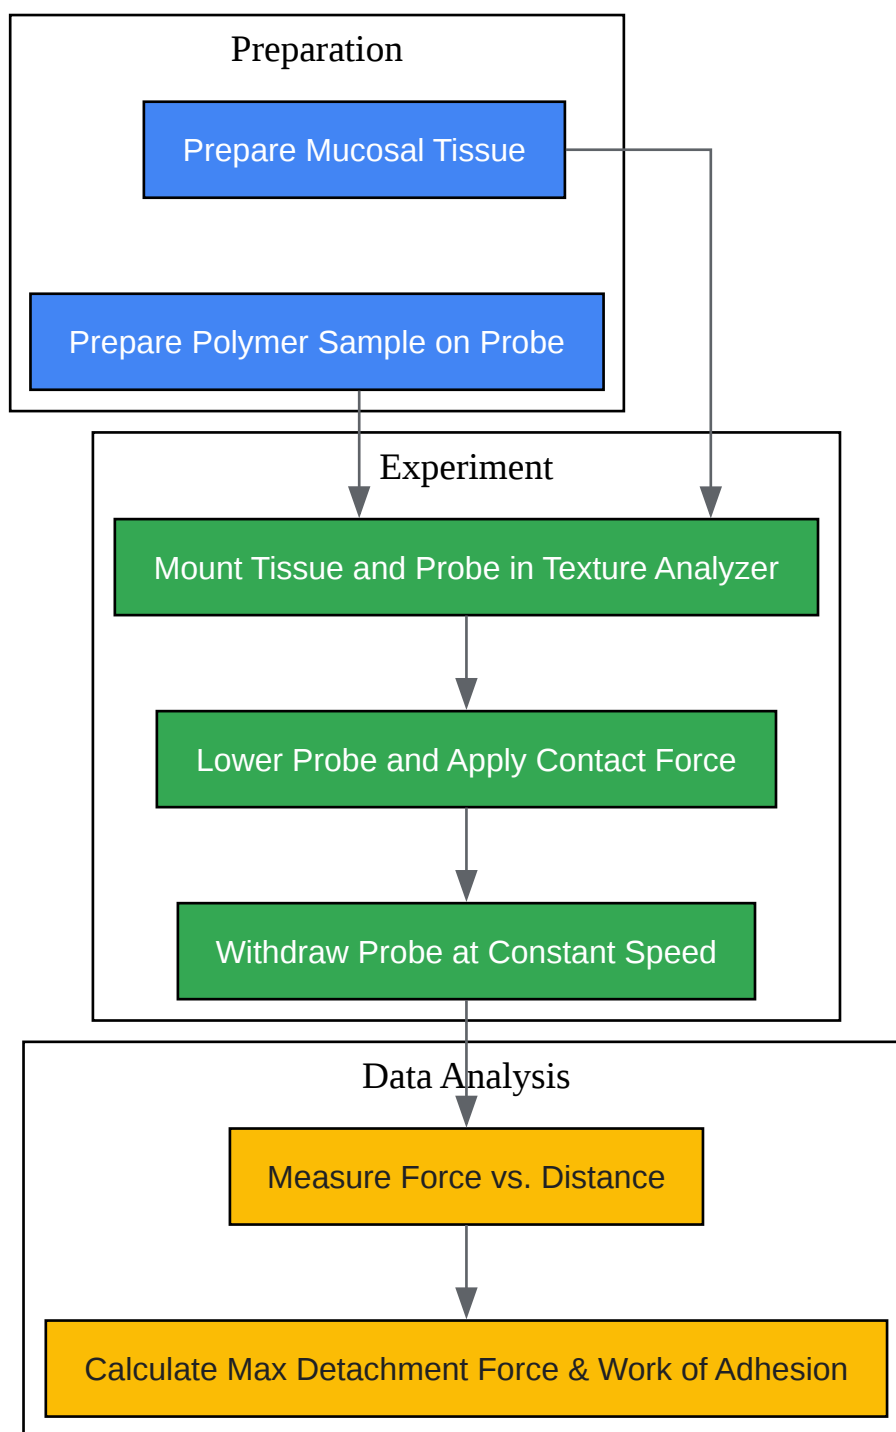 Preparation
Prepare Mucosal Tissue
Prepare Polymer Sample on Probe
Experiment
Mount Tissue and Probe in Texture Analyzer
Lower Probe and Apply Contact Force
Withdraw Probe at Constant Speed
Data Analysis
Measure Force vs. Distance
Calculate Max Detachment Force & Work of Adhesion